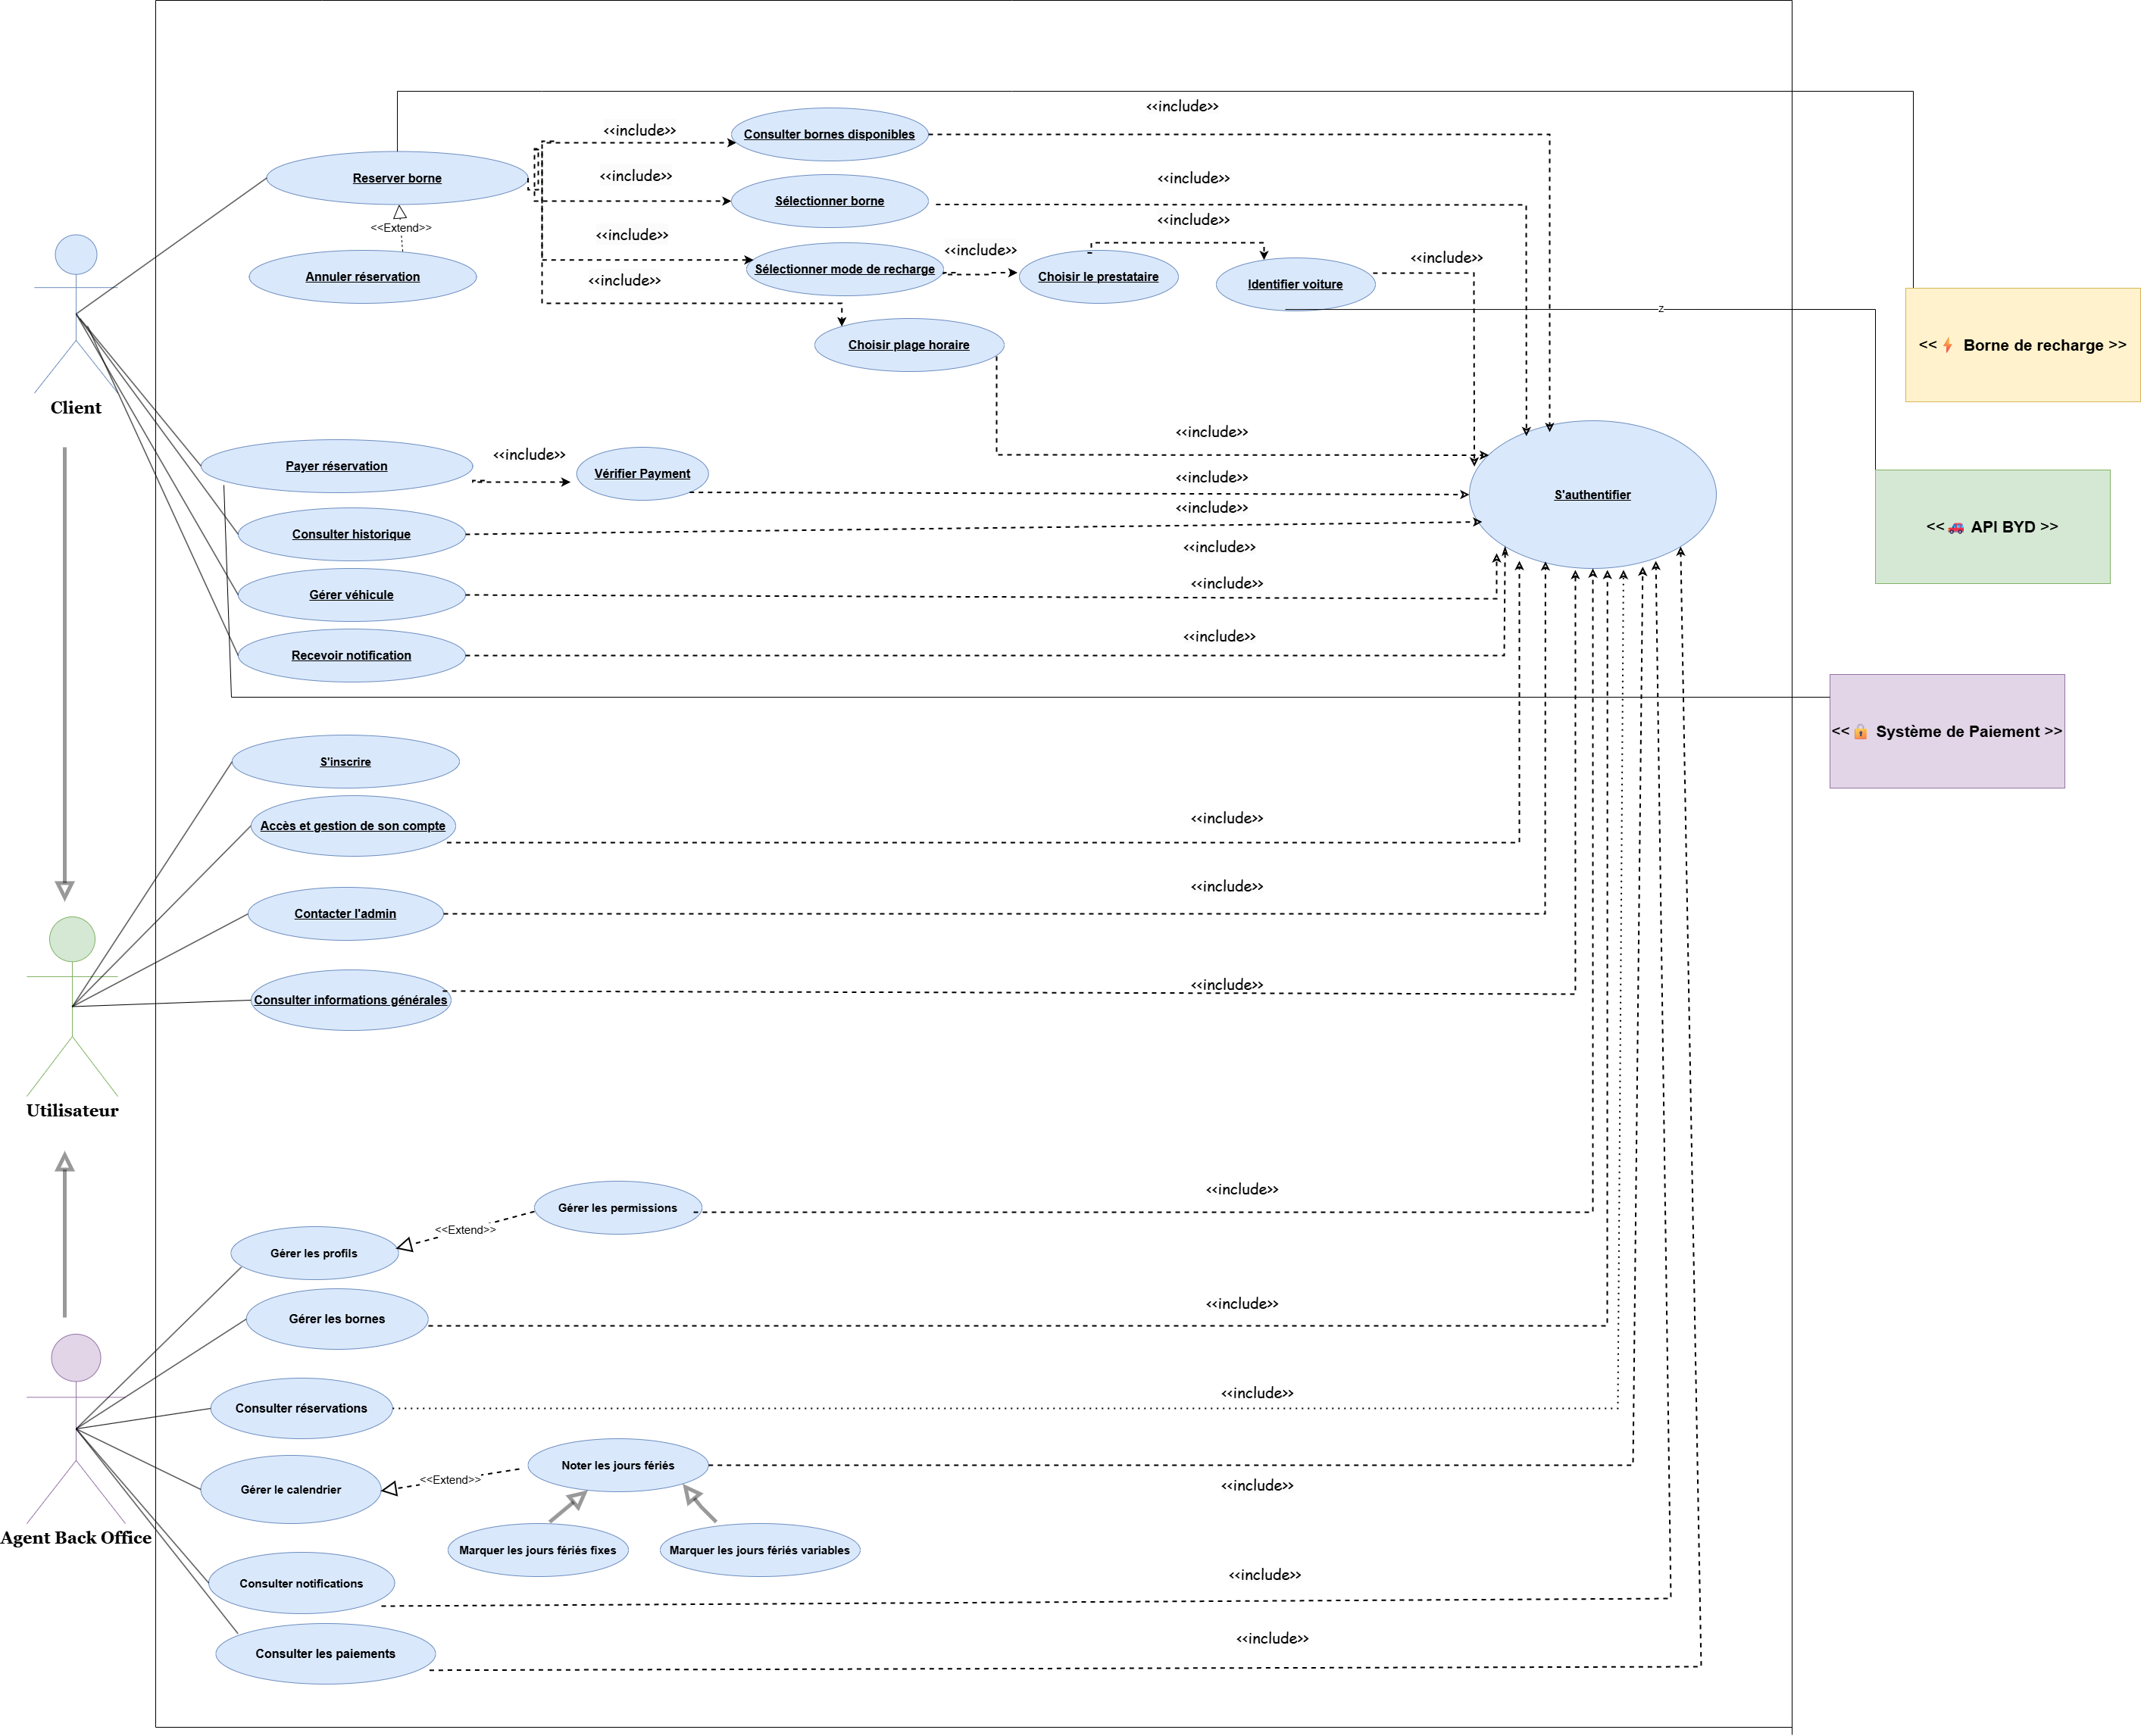 <<include>>
<<include>>
Consulter bornes disponibles
<<include>>
Reserver borne
<<include>>
Sélectionner borne
<<Extend>>
<<include>>
<<include>>
<<include>>
<<include>>
Annuler réservation
Sélectionner mode de recharge
Choisir le prestataire
Identifier voiture
<<include>>
z
Choisir plage horaire
<< ⚡ Borne de recharge >>
Client
<<include>>
Payer réservation
<<include>>
Vérifier Payment
<<include>>
S'authentifier
<<include>>
Consulter historique
<< 🚗 API BYD >>
<<include>>
Gérer véhicule
<<include>>
Recevoir notification
<<include>>
<< 🔒 Système de Paiement >>
S'inscrire
Accès et gestion de son compte
<<include>>
Contacter l'admin
<<include>>
Consulter informations générales
<<include>>
Utilisateur
Gérer les permissions
<<include>>
<<Extend>>
Gérer les profils
Gérer les bornes
<<include>>
Consulter réservations
<<include>>
Noter les jours fériés
<<Extend>>
Gérer le calendrier
<<include>>
Agent Back Office
Marquer les jours fériés fixes
Marquer les jours fériés variables
Consulter notifications
<<include>>
Consulter les paiements
<<include>>